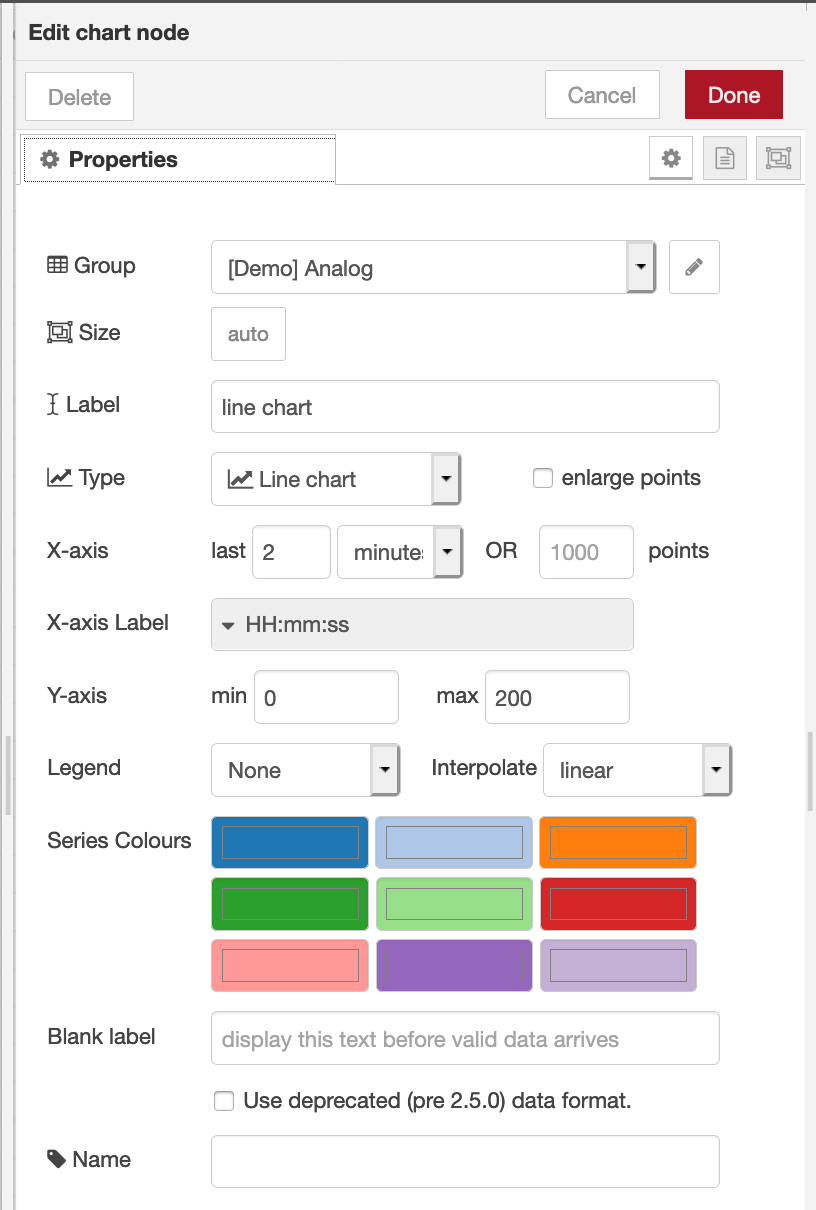 Edit chart node
Delete Cancel Done
Properties
Group [Demo] Analog
Size auto
Label line chart
Type Line chart enlarge points
X-axis last 2 minute OR 1000 points
X-axis Label HH:mm:ss
Y-axis min 0 max 200
Legend None Interpolate linear
Series Colours
Blank label display this text before valid data arrives
Use deprecated (pre 2.5.0) data format.
Name